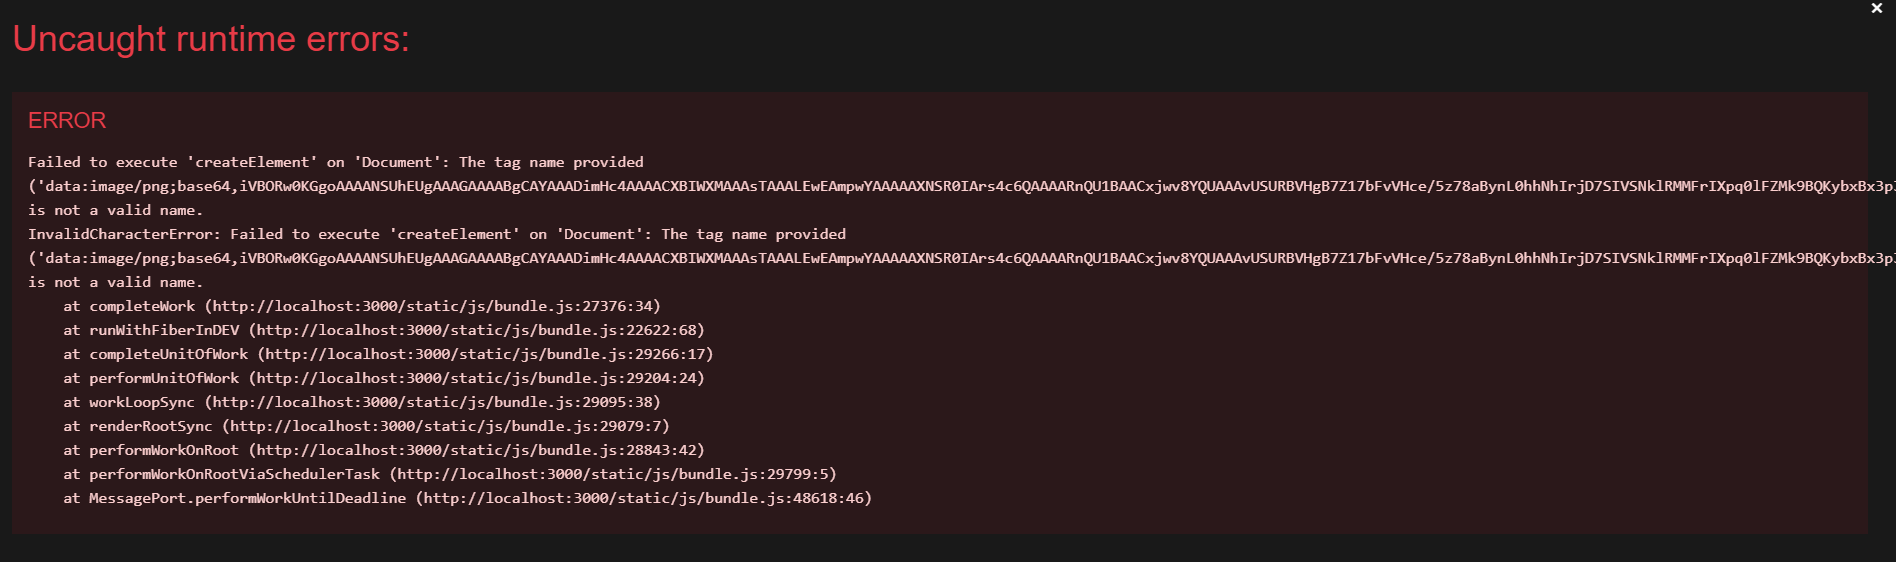 ×
Uncaught runtime errors:
ERROR
Failed to execute 'createElement' on 'Document': The tag name provided
('data:image/png;base64,iVBORw0KGgoAAAANSUhEUgAAAGAAAABgCAYAAADimHc4AAAACXBIWXMAAAsTAAALEwEAmpwYAAAAAXNSR0IArs4c6QAAAARnQU1BAACxjwv8YQUAAAvUSURBVHgB7Z17bFvVHce/5z78aBynL0hhNhIrjD7SIVSNklRMMFrIXpq0lFZMk9BQKybxBx3p
is not a valid name.
InvalidCharacterError: Failed to execute 'createElement' on 'Document': The tag name provided
('data:image/png;base64,iVBORw0KGgoAAAANSUhEUgAAAGAAAABgCAYAAADimHc4AAAACXBIWXMAAAsTAAALEwEAmpwYAAAAAXNSR0IArs4c6QAAAARnQU1BAACxjwv8YQUAAAvUSURBVHgB7Z17bFvVHce/5z78aBynL0hhNhIrjD7SIVSNklRMMFrIXpq0lFZMk9BQKybxBx3p
is not a valid name.
at completeWork (http://localhost:3000/static/js/bundle.js:27376:34)
at runWithFiberInDEV (http://localhost:3000/static/js/bundle.js:22622:68)
at completeUnitOfWork (http://localhost:3000/static/js/bundle.js:29266:17)
at performUnitOfWork (http://localhost:3000/static/js/bundle.js:29204:24)
at workLoopSync (http://localhost:3000/static/js/bundle.js:29095:38)
at renderRootSync (http://localhost:3000/static/js/bundle.js:29079:7)
at performWorkOnRoot (http://localhost:3000/static/js/bundle.js:28843:42)
at performWorkOnRootViaSchedulerTask (http://localhost:3000/static/js/bundle.js:29799:5)
at MessagePort.performWorkUntilDeadline (http://localhost:3000/static/js/bundle.js:48618:46)